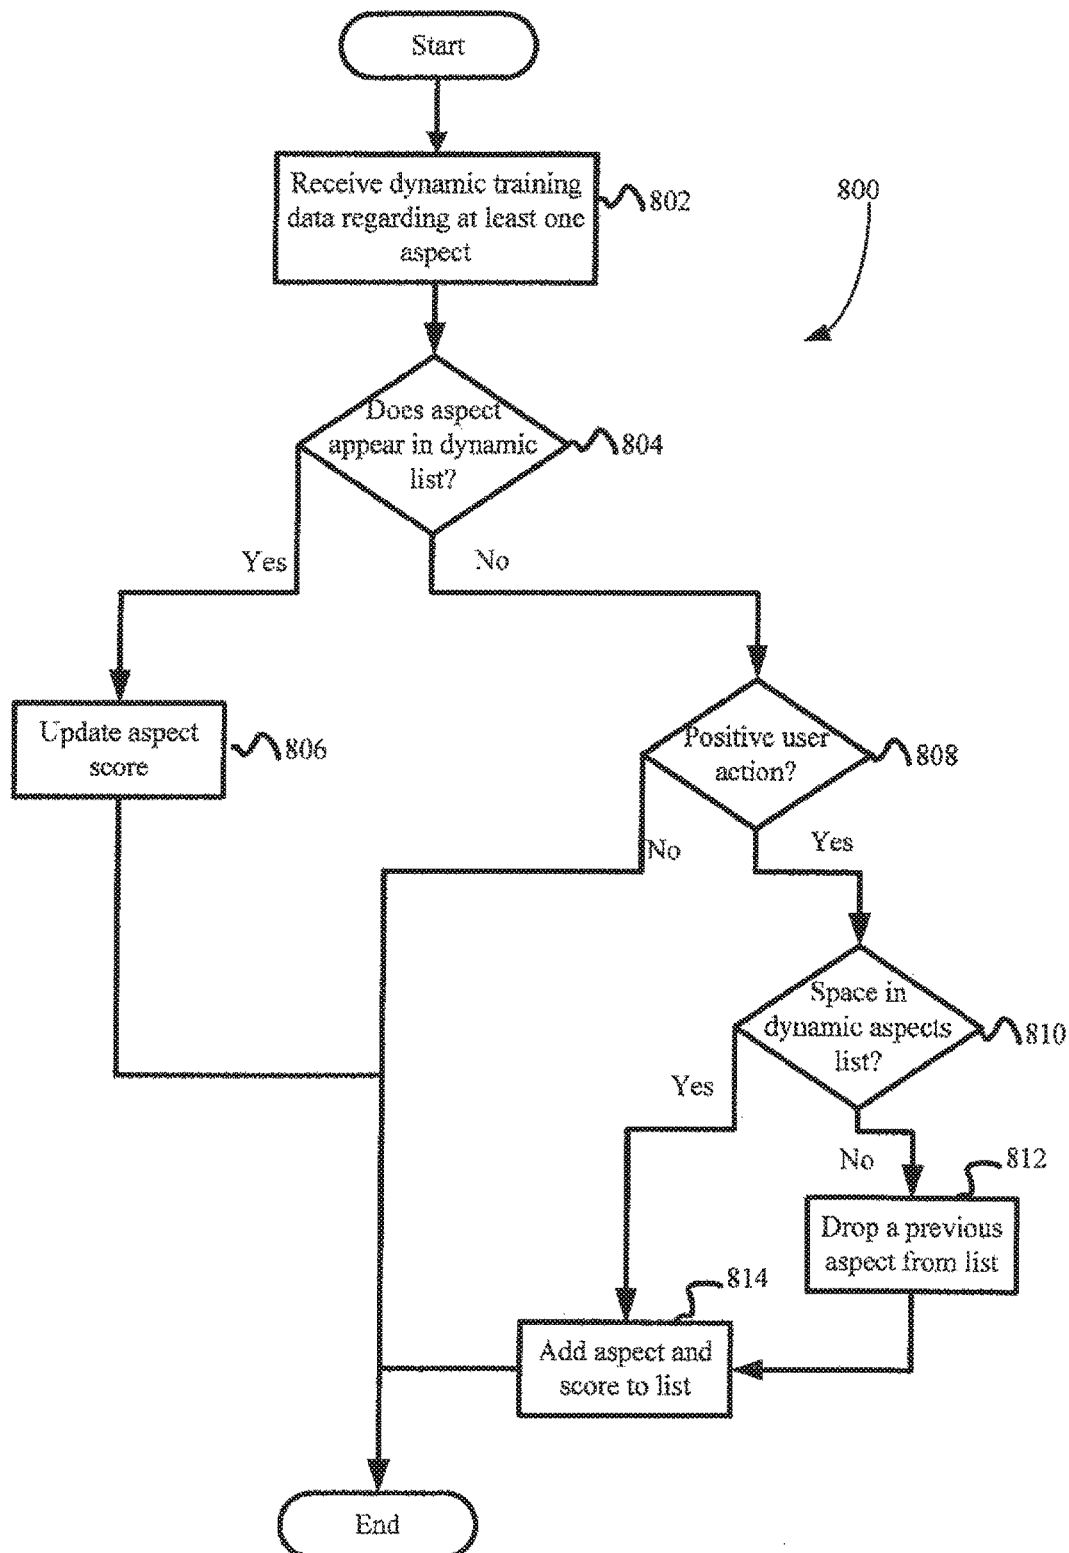 Start
Receive dynamic training
data regarding at least one
aspect
802
800
Does aspect
appear in dynamic
list?
804
Yes
No
Update aspect
score
806
Positive user
action?
808
No
Yes
Space in
dynamic aspects
list?
810
Yes
No
812
Drop a previous
aspect from list
814
Add aspect and
score to list
End